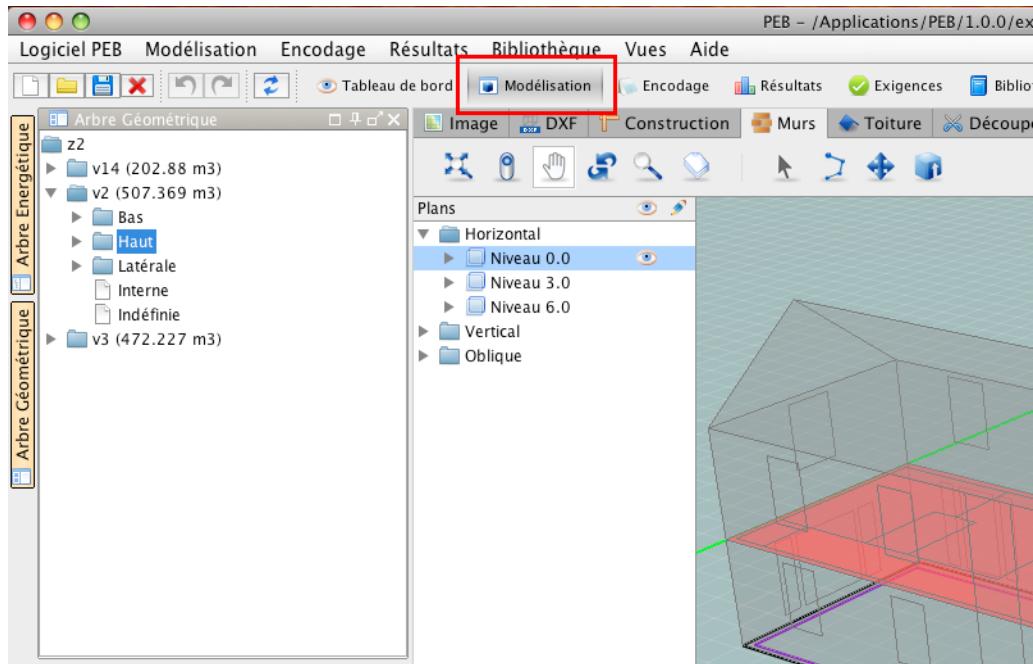 PEB – /Applications/PEB/1.0.0/ex
Logiciel PEB Modélisation Encodage Résultats Bibliothèque Vues Aide
Tableau de bord Modélisation Encodage Résultats Exigences Biblio
Arbre Energétique
Arbre Géométrique
Arbre Géométrique
z2
v14 (202.88 m3)
v2 (507.369 m3)
Bas
Haut
Latérale
Interne
Indéfinie
v3 (472.227 m3)
Image DXF Construction Murs Toiture Découpe
Plans
Horizontal
Niveau 0.0
Niveau 3.0
Niveau 6.0
Vertical
Oblique